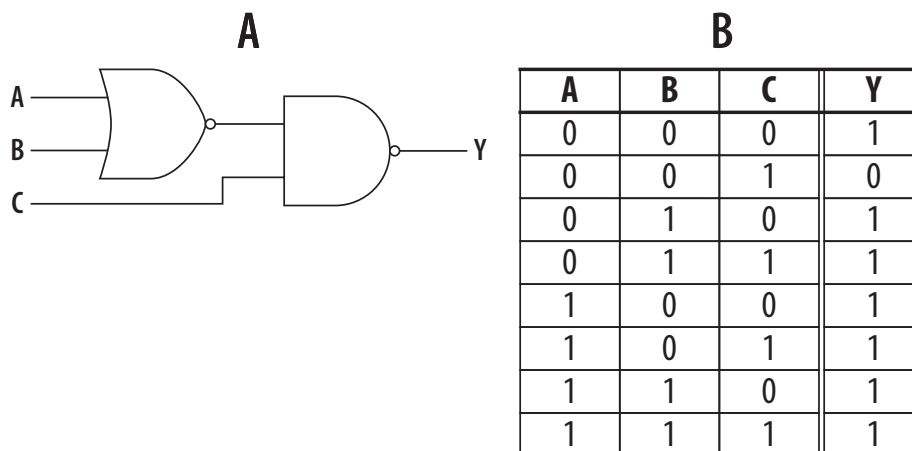 A
B
A
B
C
Y
A B C Y
0 0 0 1
0 0 1 0
0 1 0 1
0 1 1 1
1 0 0 1
1 0 1 1
1 1 0 1
1 1 1 1